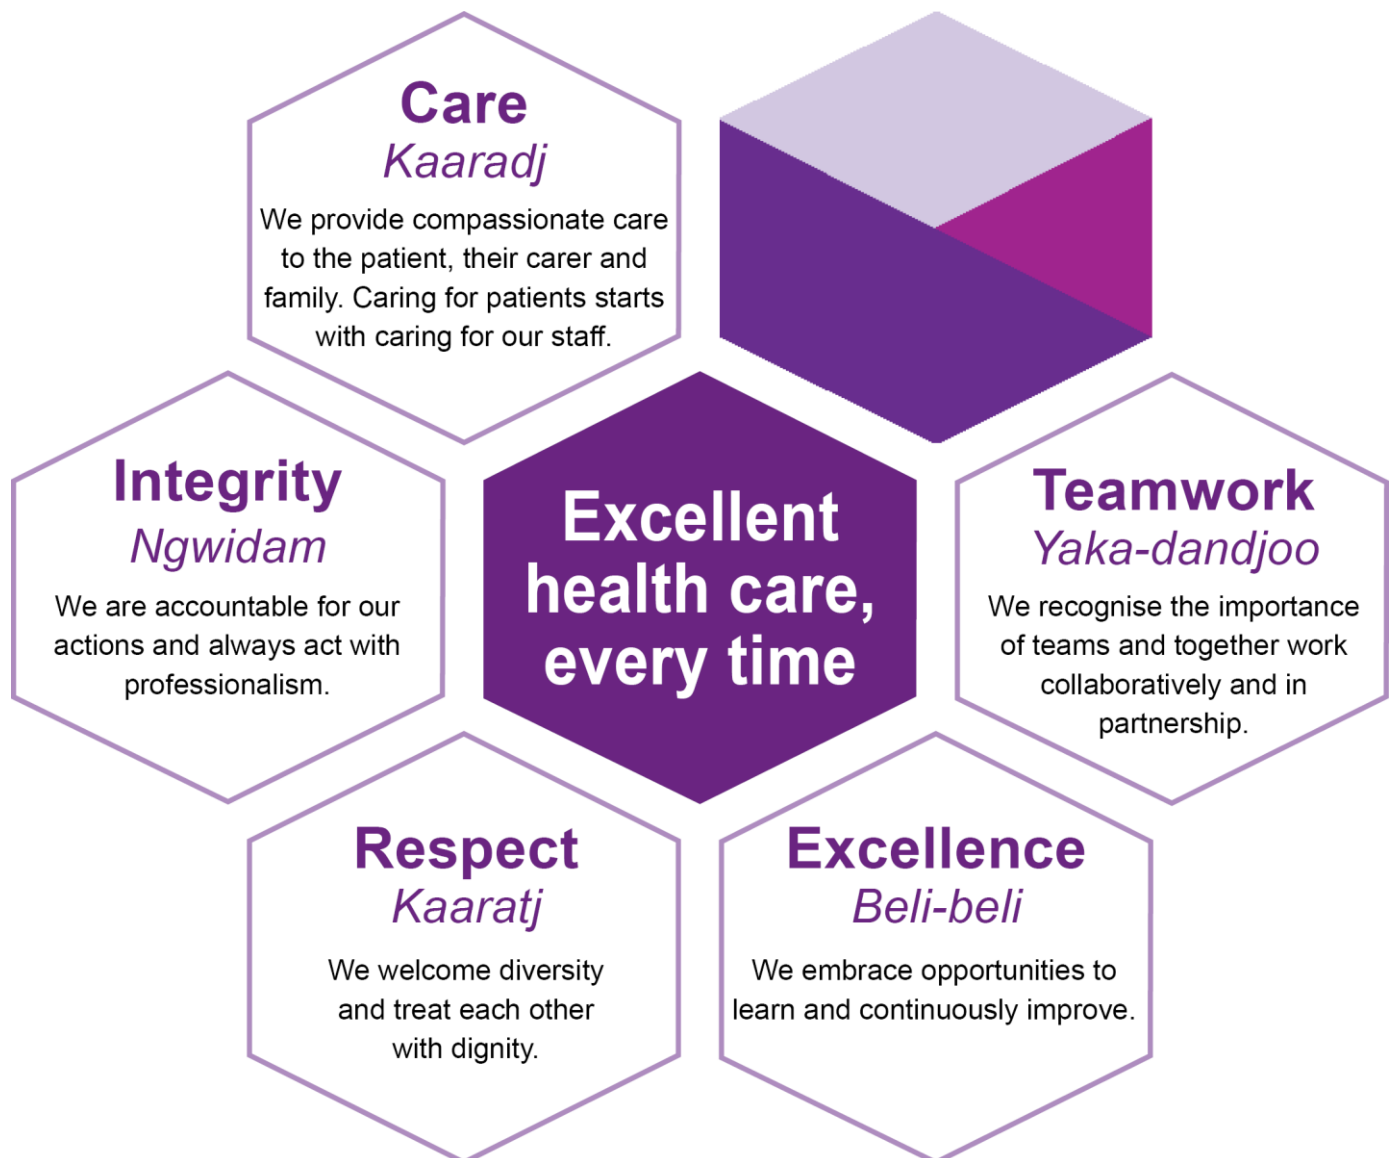 Care
Kaaradj
We provide compassionate care
to the patient, their carer and
family. Caring for patients starts
with caring for our staff.
Integrity
Ngwidam
We are accountable for our
actions and always act with
professionalism.
Excellent
health care,
every time
Teamwork
Yaka-dandjoo
We recognise the importance
of teams and together work
collaboratively and in
partnership.
Respect
Kaaratj
We welcome diversity
and treat each other
with dignity.
Excellence
Beli-beli
We embrace opportunities to
learn and continuously improve.